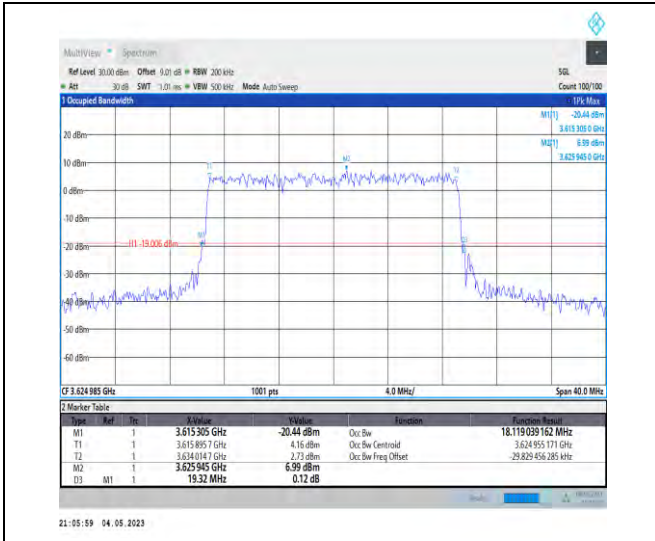 MultiView Spectrum
Ref Level 30.00 dBm Offset 9.01 dB RBW 200 kHz SGL
Att 30 dB SWT 1.01 ms VBW 500 kHz Mode Auto Sweep Count 100/100
1 Occupied Bandwidth 1Pk Max
M1[1] -20.44 dBm
3.615 305 0 GHz
M2[1] 6.99 dBm
3.625 945 0 GHz
20 dBm
10 dBm
0 dBm
-10 dBm
-20 dBm
-30 dBm
-40 dBm
-50 dBm
-60 dBm
M2
T1
T2
M1
H1 -19.006 dBm
D3
CF 3.624 985 GHz 1001 pts 4.0 MHz/ Span 40.0 MHz
2 Marker Table
Type Ref Trc X-Value Y-Value Function Function Result
M1 1 3.615 305 GHz -20.44 dBm Occ Bw 18.119 039 162 MHz
T1 1 3.615 895 7 GHz 4.16 dBm Occ Bw Centroid 3.624 955 171 GHz
T2 1 3.634 014 7 GHz 2.73 dBm Occ Bw Freq Offset -29.829 456 285 kHz
M2 1 3.625 945 GHz 6.99 dBm
D3 M1 1 19.32 MHz 0.12 dB
21:05:59 04.05.2023